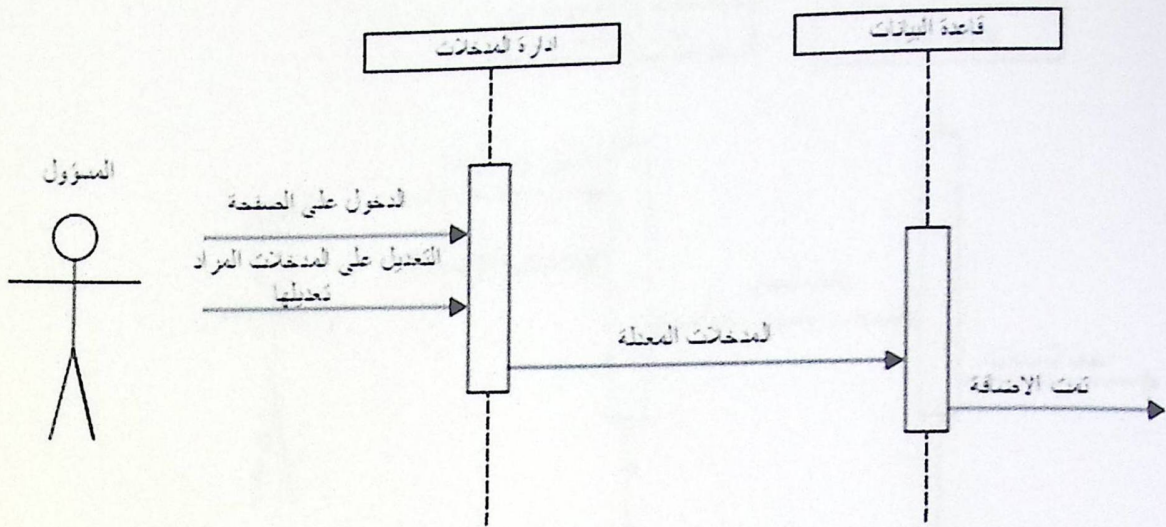 ادارة المدخلات
قاعدة البيانات
المسؤول
الدخول على الصفحة
التعديل على المدخلات المراد
تعديلها
المدخلات المعدلة
تمت الاضافة